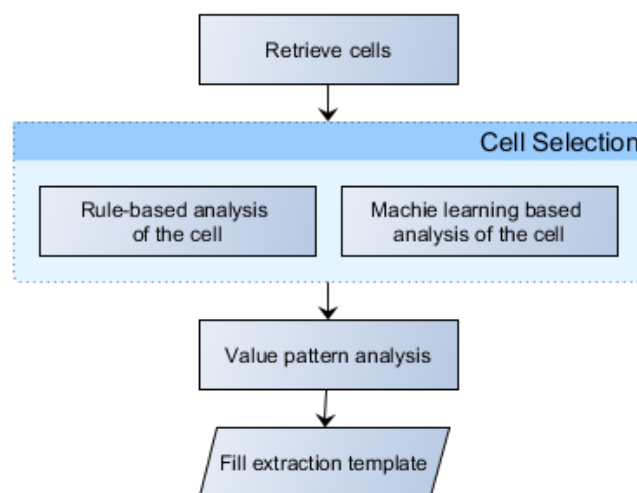 Retrieve cells
Cell Selection
Rule-based analysis
of the cell
Machie learning based
analysis of the cell
Value pattern analysis
Fill extraction template